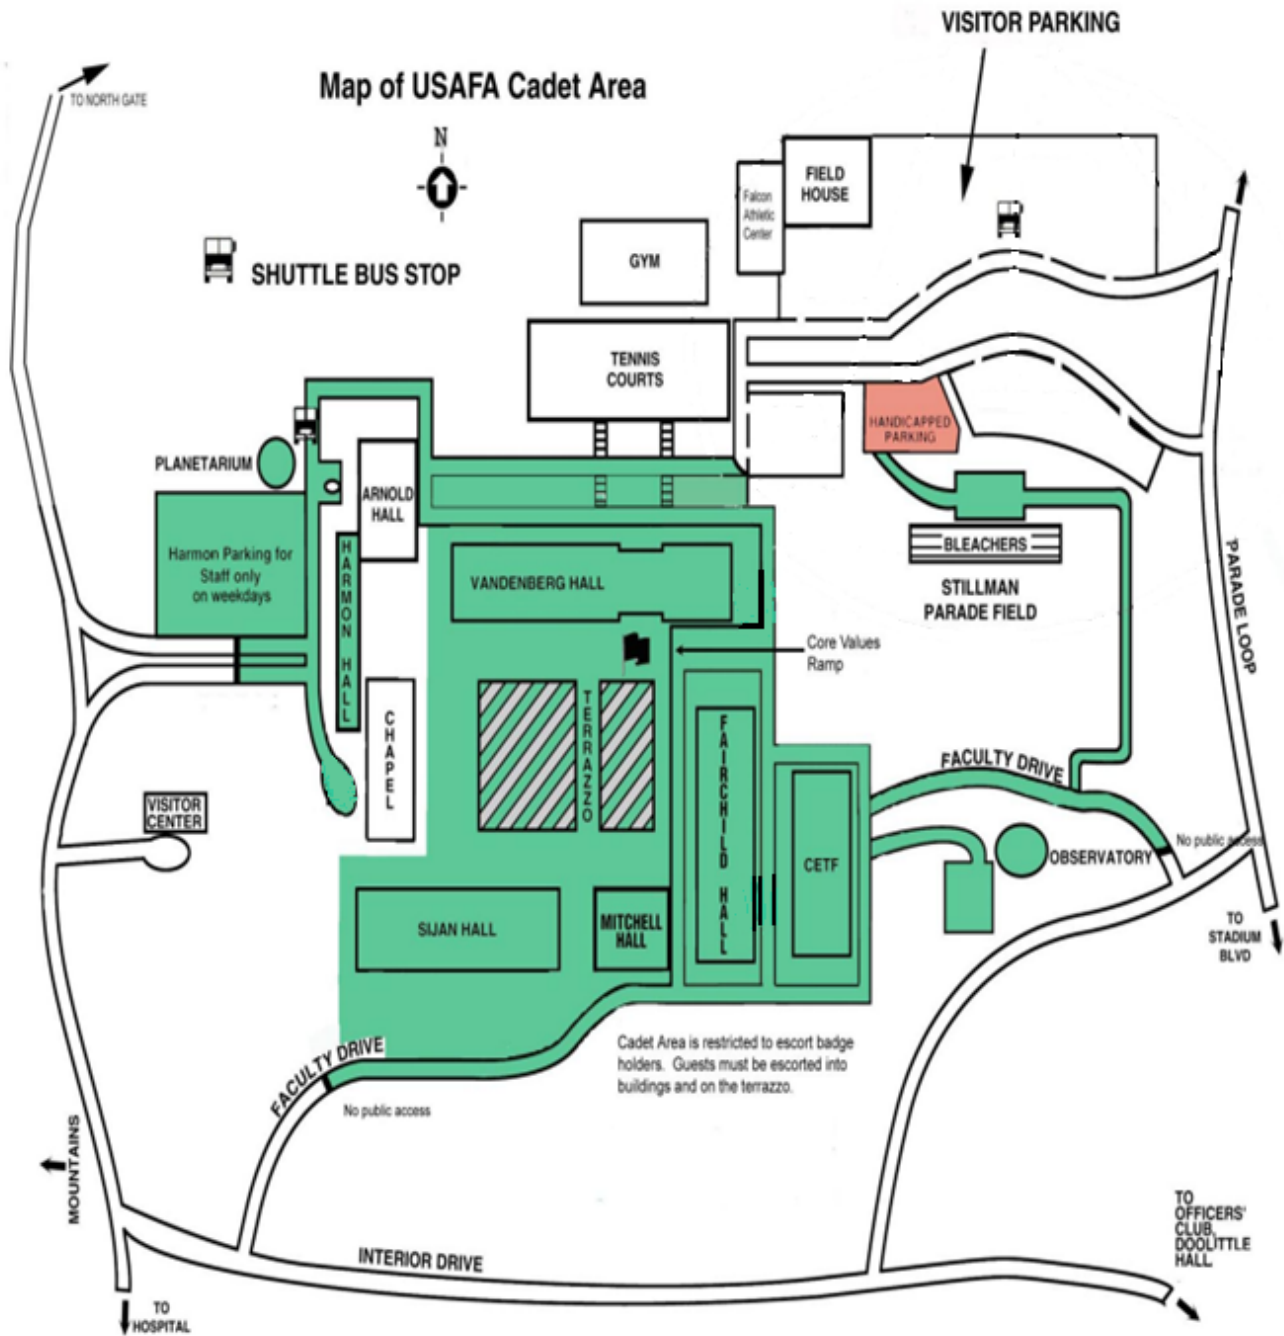 VISITOR PARKING
Map of USAFA Cadet Area
TO NORTH GATE
N
FIELD
HOUSE
Falcon
Athletic
Center
GYM
SHUTTLE BUS STOP
TENNIS
COURTS
HANDICAPPED
PARKING
PLANETARIUM
ARNOLD
HALL
Harmon Parking for
Staff only
on weekdays
HARMON HALL
VANDENBERG HALL
BLEACHERS
STILLMAN
PARADE FIELD
PARADE LOOP
Core Values
Ramp
TERRAZZO
CHAPEL
FAIRCHILD HALL
FACULTY DRIVE
VISITOR
CENTER
No public access
OBSERVATORY
CETF
SIJAN HALL
MITCHELL
HALL
TO
STADIUM
BLVD
Cadet Area is restricted to escort badge
holders. Guests must be escorted into
buildings and on the terrazzo.
FACULTY DRIVE
No public access
MOUNTAINS
TO
OFFICERS'
CLUB,
DOOLITTLE
HALL
INTERIOR DRIVE
TO
HOSPITAL